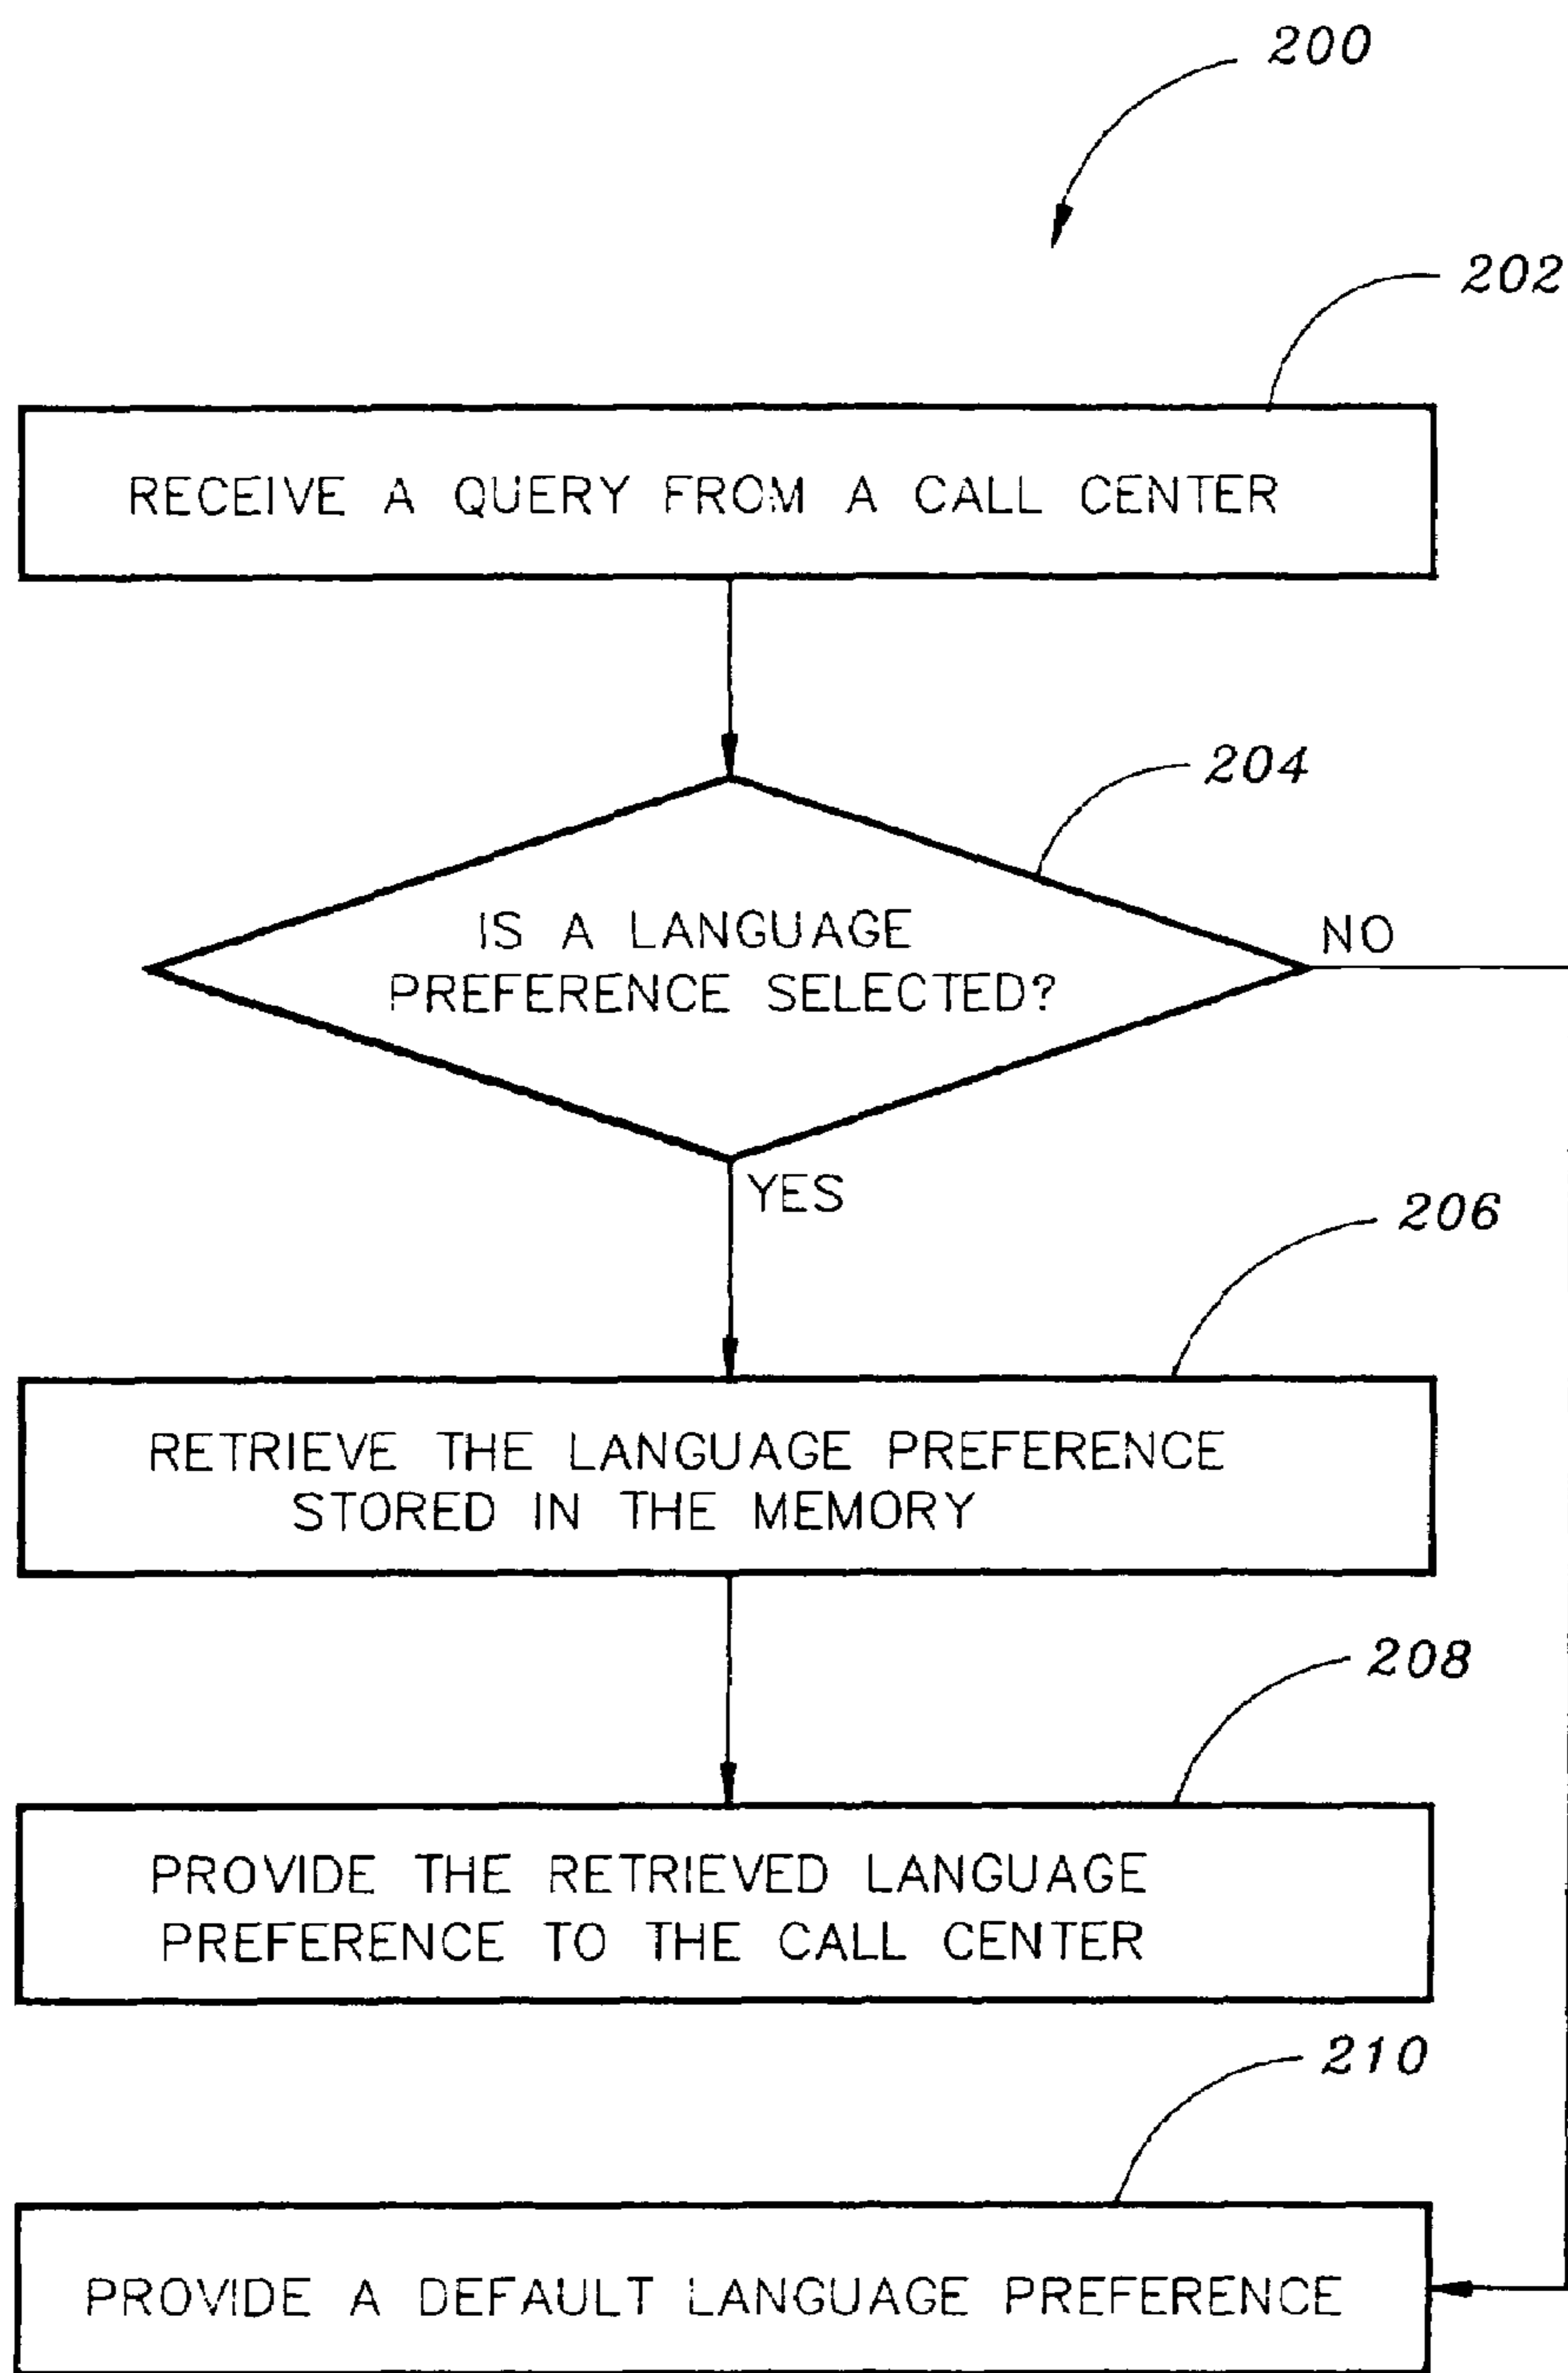 200
202
RECEIVE A QUERY FROM A CALL CENTER
204
IS A LANGUAGE
PREFERENCE SELECTED?
NO
YES
206
RETRIEVE THE LANGUAGE PREFERENCE
STORED IN THE MEMORY
208
PROVIDE THE RETRIEVED LANGUAGE
PREFERENCE TO THE CALL CENTER
210
PROVIDE A DEFAULT LANGUAGE PREFERENCE